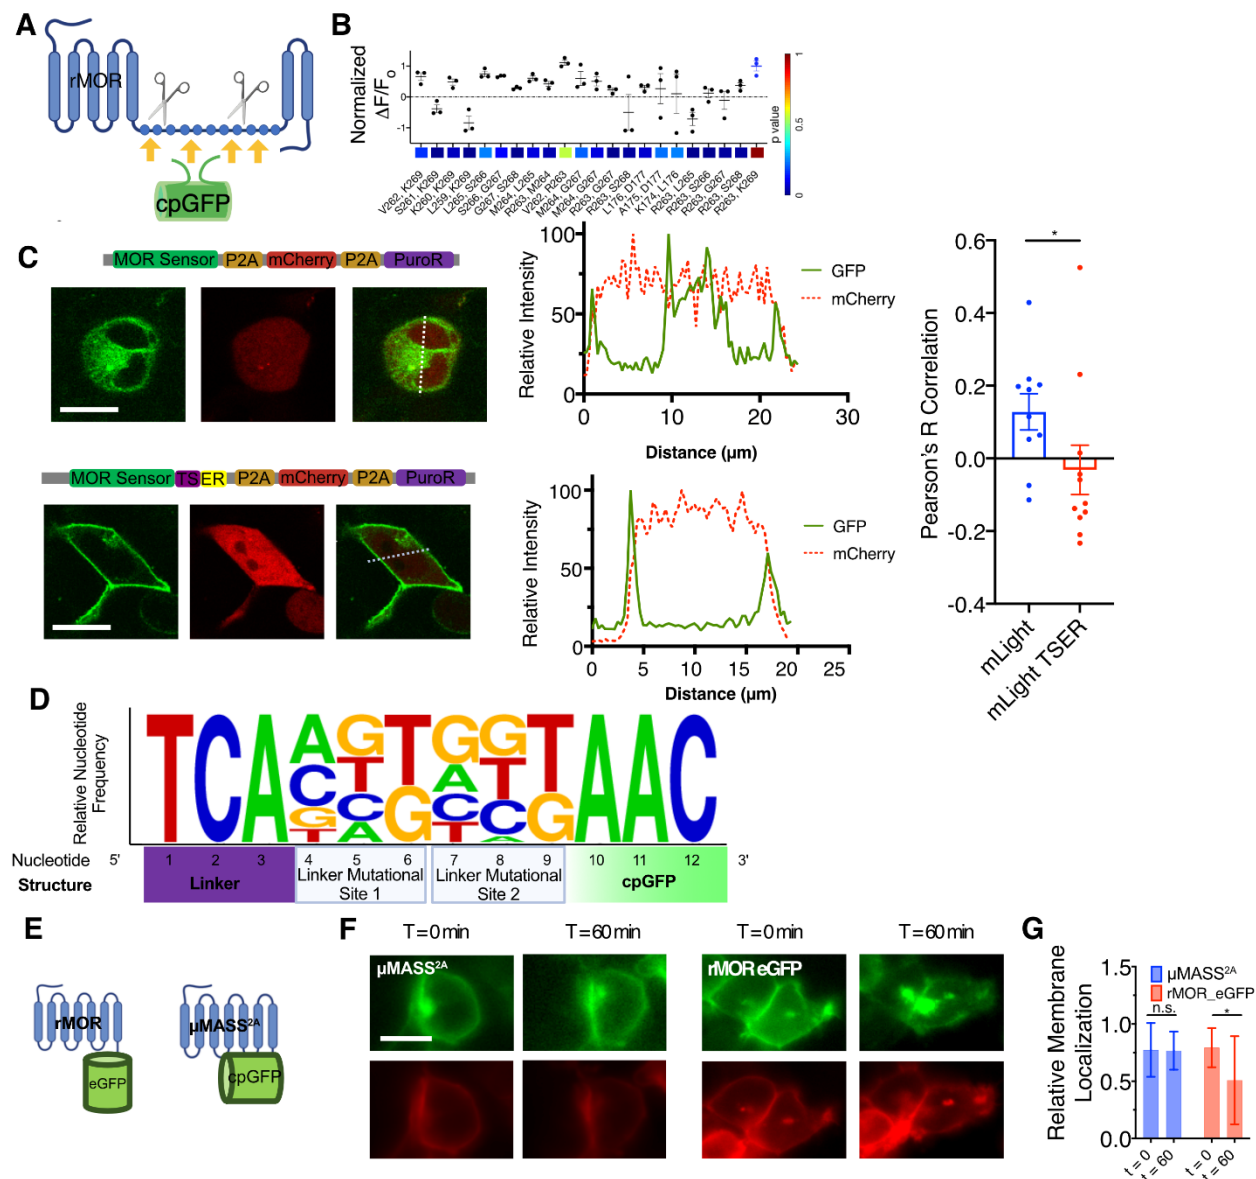 A
rMOR
cpGFP
B
Normalized
ΔF/Fo
1
0
-1
V262, K269
S261, K269
K260, K269
L259, K269
L265, S266
S266, G267
G267, S268
M264, L265
R263, M264
V262, R263
M264, G267
M264, G267
R263, G267
R263, S268
L176, D177
A175, D177
K174, L176
R263, L265
R263, S266
R263, G267
R263, S268
R263, K269
1
0.5
0
p value
C
MOR Sensor P2A mCherry P2A PuroR
Relative Intensity
100
50
0
0 10 20 30
Distance (µm)
GFP
mCherry
MOR Sensor TS ER P2A mCherry P2A PuroR
Relative Intensity
100
50
0
0 5 10 15 20 25
Distance (µm)
GFP
mCherry
Pearson's R Correlation
0.6
0.4
0.2
0.0
-0.2
-0.4
*
mLight
mLight TSER
D
Relative Nucleotide
Frequency
T C A A G T G G T A A C
C T T A T T
G C G C C G
T A T A
Nucleotide 5' 1 2 3 4 5 6 7 8 9 10 11 12 3'
Structure
Linker
Linker Mutational
Site 1
Linker Mutational
Site 2
cpGFP
E
rMOR
eGFP
µMASS2A
cpGFP
F
T = 0 min
T = 60 min
T = 0 min
T = 60 min
µMASS2A
rMOR eGFP
G
Relative Membrane
Localization
1.5
1.0
0.5
0.0
µMASS2A
rMOR_eGFP
n.s.
*
t = 0
t = 60
t = 0
t = 60